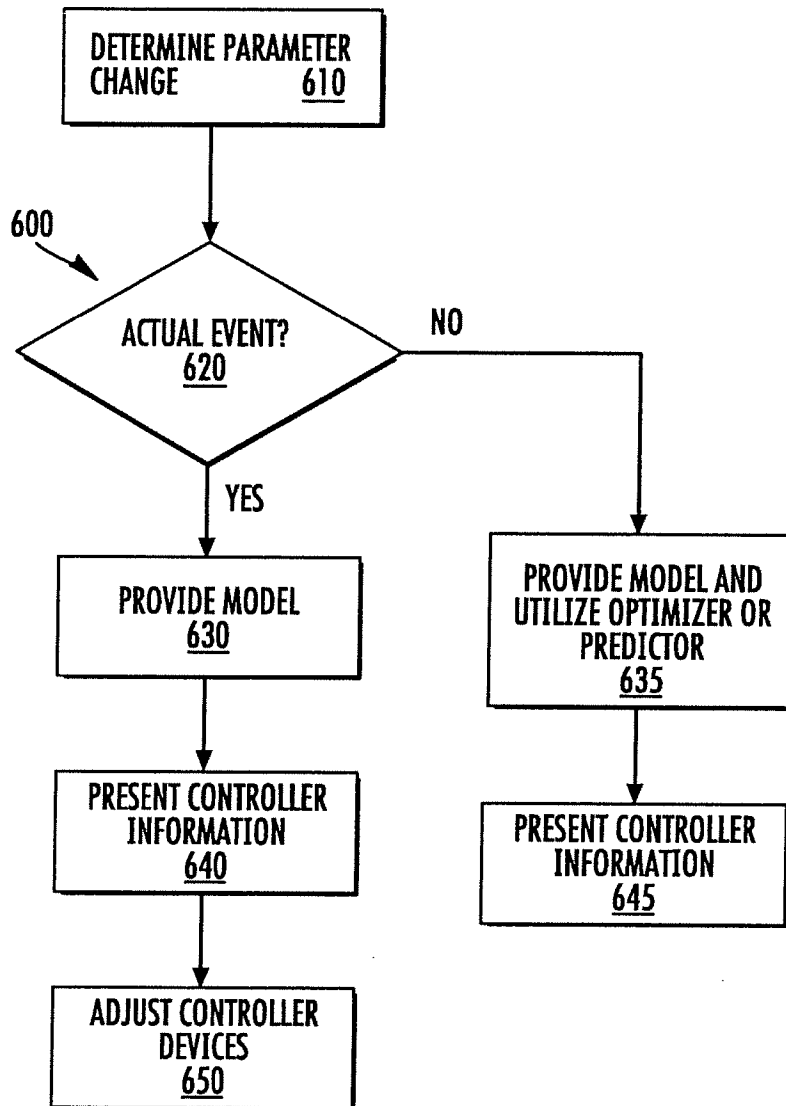 DETERMINE PARAMETER
CHANGE 610
600
ACTUAL EVENT?
620
NO
YES
PROVIDE MODEL
630
PROVIDE MODEL AND
UTILIZE OPTIMIZER OR
PREDICTOR
635
PRESENT CONTROLLER
INFORMATION
640
PRESENT CONTROLLER
INFORMATION
645
ADJUST CONTROLLER
DEVICES
650